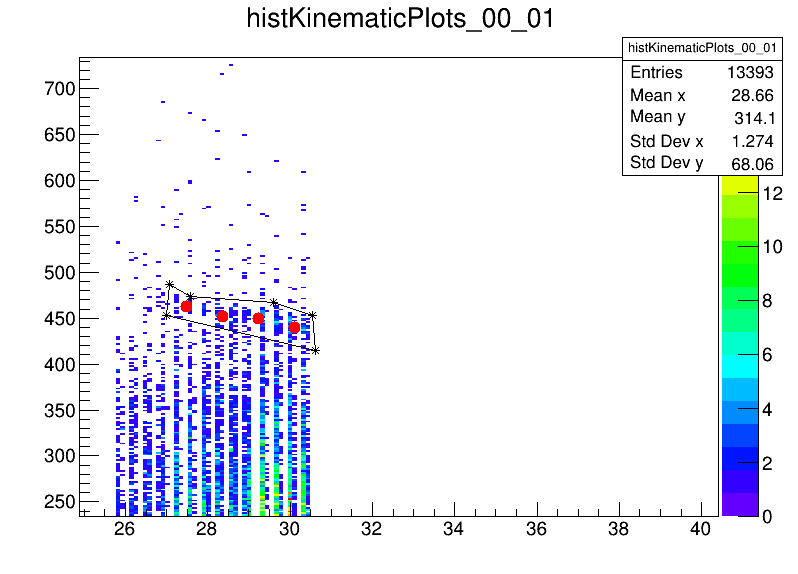 histKinematicPlots_00_01
histKinematicPlots_00_01
Entries 13393
Mean x 28.66
Mean y 314.1
Std Dev x 1.274
Std Dev y 68.06
700
650
600
550
500
450
400
350
300
250
12
10
8
6
4
2
0
26 28 30 32 34 36 38 40